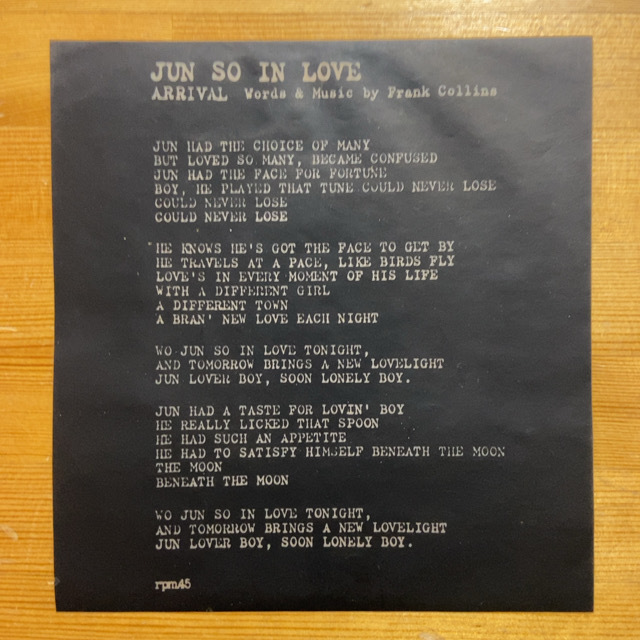 JUN SO IN LOVE
ARRIVAL Words & Music by Frank Collins
JUN HAD THE CHOICE OF MANY
BUT LOVED SO MANY, BECAME CONFUSED
JUN HAD THE FACE FOR FORTUNE
BOY, HE PLAYED THAT TUNE COULD NEVER LOSE
COULD NEVER LOSE
COULD NEVER LOSE
HE KNOWS HE'S GOT THE FACE TO GET BY
HE TRAVELS AT A PACE, LIKE BIRDS FLY
LOVE'S IN EVERY MOMENT OF HIS LIFE
WITH A DIFFERENT GIRL
A DIFFERENT TOWN
A BRAN' NEW LOVE EACH NIGHT
WO JUN SO IN LOVE TONIGHT,
AND TOMORROW BRINGS A NEW LOVELIGHT
JUN LOVER BOY, SOON LONELY BOY.
JUN HAD A TASTE FOR LOVIN' BOY
HE REALLY LICKED THAT SPOON
HE HAD SUCH AN APPETITE
HE HAD TO SATISFY HIMSELF BENEATH THE MOON
THE MOON
BENEATH THE MOON
WO JUN SO IN LOVE TONIGHT,
AND TOMORROW BRINGS A NEW LOVELIGHT
JUN LOVER BOY, SOON LONELY BOY.
rpm45